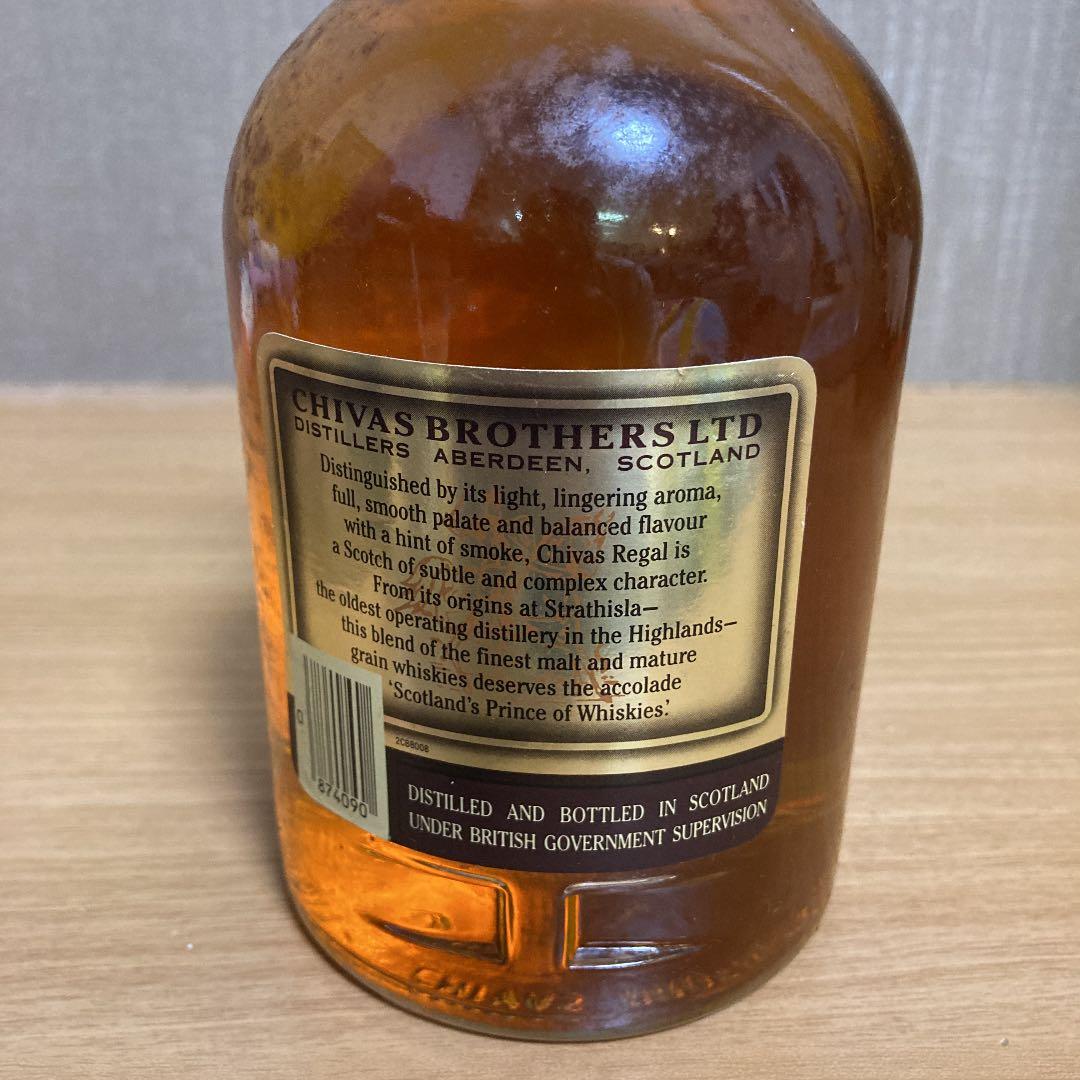 CHIVAS BROTHERS LTD
DISTILLERS ABERDEEN, SCOTLAND
Distinguished by its light, lingering aroma,
full, smooth palate and balanced flavour
with a hint of smoke, Chivas Regal is
a Scotch of subtle and complex character.
From its origins at Strathisla—
the oldest operating distillery in the Highlands—
this blend of the finest malt and mature
grain whiskies deserves the accolade
‘Scotland's Prince of Whiskies.’
0
874090
2CB8008
DISTILLED AND BOTTLED IN SCOTLAND
UNDER BRITISH GOVERNMENT SUPERVISION
CHIVAS